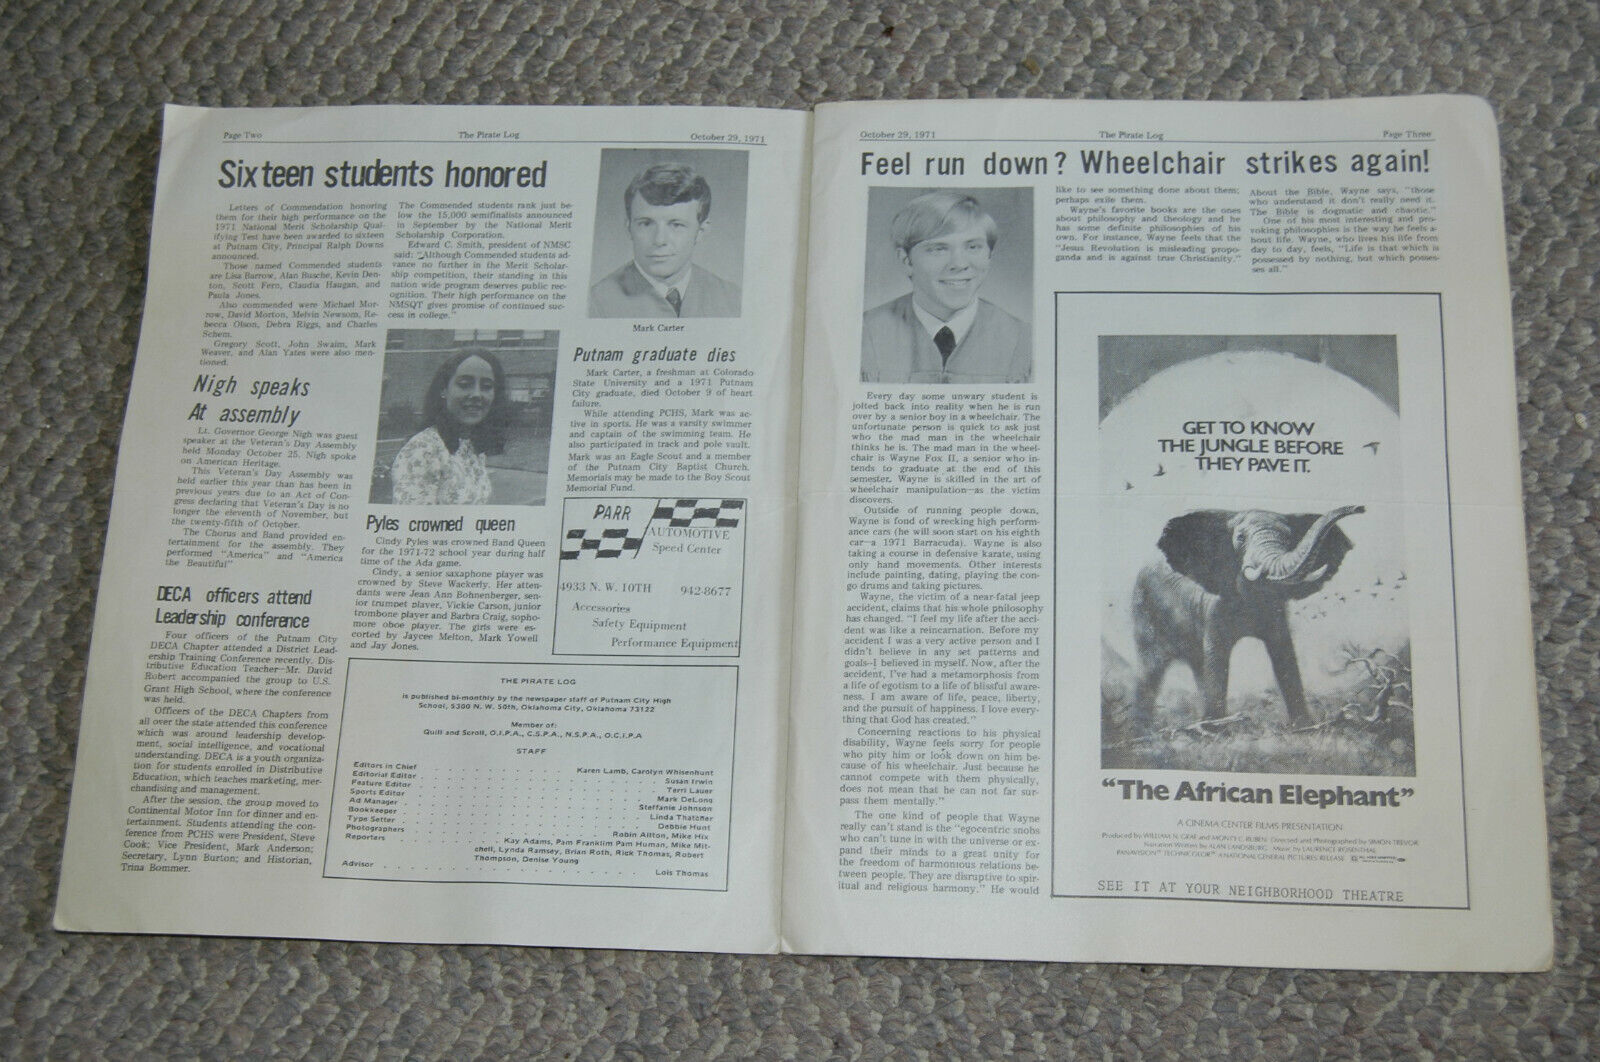 Page Two
The Pirate Log
October 29, 1971
Sixteen students honored
Letters of Commendation honoring
them for their high performance on the
1971 National Merit Scholarship Qual-
ifying Test have been awarded to sixteen
at Putnam City, Principal Ralph Downs
announced.
Those named Commended students
are Lisa Barrow, Alan Busche, Kevin Den-
ton, Scott Fern, Claudia Haugan, and
Paula Jones.
Also commended were Michael Mor-
row, David Morton, Melvin Newsom, Re-
becca Olson, Debra Riggs, and Charles
Schem.
Gregory Scott, John Swaim, Mark
Weaver, and Alan Yates were also men-
tioned.
The Commended students rank just be-
low the 15,000 semifinalists announced
in September by the National Merit
Scholarship Corporation.
Edward C. Smith, president of NMSC
said: "Although Commended students ad-
vance no further in the Merit Scholar-
ship competition, their standing in this
nation wide program deserves public rec-
ognition. Their high performance on the
NMSQT gives promise of continued suc-
cess in college."
Mark Carter
Nigh speaks
At assembly
Lt. Governor George Nigh was guest
speaker at the Veteran's Day Assembly
held Monday October 25. Nigh spoke
on American Heritage.
This Veteran's Day Assembly was
held earlier this year than has been in
previous years due to an Act of Con-
gress declaring that Veteran's Day is no
longer the eleventh of November, but
the twenty-fifth of October.
The Chorus and Band provided en-
tertainment for the assembly. They
performed "America" and "America
the Beautiful"
DECA officers attend
Leadership conference
Four officers of the Putnam City
DECA Chapter attended a District Lead-
ership Training Conference recently. Dis-
tributive Education Teacher--Mr. David
Robert accompanied the group to U.S.
Grant High School, where the conference
was held.
Officers of the DECA Chapters from
all over the state attended this conference
which was around leadership develop-
ment, social intelligence, and vocational
understanding. DECA is a youth organiza-
tion for students enrolled in Distributive
Education, which teaches marketing, mer-
chandising and management.
After the session, the group moved to
Continental Motor Inn for dinner and en-
tertainment. Students attending the con-
ference from PCHS were President, Steve
Cook; Vice President, Mark Anderson;
Secretary, Lynn Burton; and Historian,
Trina Bommer.
Pyles crowned queen
Cindy Pyles was crowned Band Queen
for the 1971-72 school year during half
time of the Ada game.
Cindy, a senior saxaphone player was
crowned by Steve Wackerly. Her atten-
dants were Jean Ann Bohnenberger, sen-
ior trumpet player, Vickie Carson, junior
trombone player and Barbra Craig, sopho-
more oboe player. The girls were es-
corted by Jaycee Melton, Mark Yowell
and Jay Jones.
Putnam graduate dies
Mark Carter, a freshman at Colorado
State University and a 1971 Putnam
City graduate, died October 9 of heart
failure.
While attending PCHS, Mark was ac-
tive in sports. He was a varsity swimmer
and captain of the swimming team. He
also participated in track and pole vault.
Mark was an Eagle Scout and a member
of the Putnam City Baptist Church.
Memorials may be made to the Boy Scout
Memorial Fund.
PARR
AUTOMOTIVE
Speed Center
4933 N. W. 10TH 942-8677
Accessories
Safety Equipment
Performance Equipment
THE PIRATE LOG
is published bi-monthly by the newspaper staff of Putnam City High
School, 5300 N. W. 50th, Oklahoma City, Oklahoma 73122
Member of:
Quill and Scroll, O.I.P.A., C.S.P.A., N.S.P.A., O.C.I.P.A
STAFF
Editors in Chief . . . Karen Lamb, Carolyn Whisenhunt
Editorial Editor . . . Susan Irwin
Feature Editor . . . Terri Lauer
Sports Editor . . . Mark DeLong
Ad Manager . . . Steffanie Johnson
Bookkeeper . . . Linda Thatcher
Type Setter . . . Debbie Hunt
Photographers . . . Robin Ailton, Mike Hix
Reporters . . . Kay Adams, Pam Franklim Pam Human, Mike Mit-
chell, Lynda Ramsey, Brian Roth, Rick Thomas, Robert
Thompson, Denise Young
Advisor . . . Lois Thomas
October 29, 1971
The Pirate Log
Page Three
Feel run down? Wheelchair strikes again!
Every day some unwary student is
jolted back into reality when he is run
over by a senior boy in a wheelchair. The
unfortunate person is quick to ask just
who the mad man in the wheelchair
thinks he is. The mad man in the wheel-
chair is Wayne Fox II, a senior who in-
tends to graduate at the end of this
semester. Wayne is skilled in the art of
wheelchair manipulation--as the victim
discovers.
Outside of running people down,
Wayne is fond of wrecking high perform-
ance cars (he will soon start on his eighth
car--a 1971 Barracuda). Wayne is also
taking a course in defensive karate, using
only hand movements. Other interests
include painting, dating, playing the con-
go drums and taking pictures.
Wayne, the victim of a near-fatal jeep
accident, claims that his whole philosophy
has changed. "I feel my life after the acci-
dent was like a reincarnation. Before my
accident I was a very active person and I
didn't believe in any set patterns and
goals--I believed in myself. Now, after the
accident, I've had a metamorphosis from
a life of egotism to a life of blissful aware-
ness. I am aware of life, peace, liberty,
and the pursuit of happiness. I love every-
thing that God has created."
Concerning reactions to his physical
disability, Wayne feels sorry for people
who pity him or look down on him be-
cause of his wheelchair. Just because he
cannot compete with them physically,
does not mean that he can not far sur-
pass them mentally."
The one kind of people that Wayne
really can't stand is the "egocentric snobs
who can't tune in with the universe or ex-
pand their minds to a great unity for
the freedom of harmonious relations be-
tween people. They are disruptive to spir-
itual and religious harmony." He would
like to see something done about them;
perhaps exile them.
Wayne's favorite books are the ones
about philosophy and theology and he
has some definite philosophies of his
own. For instance, Wayne feels that the
"Jesus Revolution is misleading propo-
ganda and is against true Christianity."
About the Bible, Wayne says, "those
who understand it don't really need it.
The Bible is dogmatic and chaotic."
One of his most interesting and pro-
voking philosophies is the way he feels a-
bout life. Wayne, who lives his life from
day to day, feels, "Life is that which is
possessed by nothing, but which posses-
ses all."
GET TO KNOW
THE JUNGLE BEFORE
THEY PAVE IT.
"The African Elephant"
A CINEMA CENTER FILMS PRESENTATION
Produced by WILLIAM N. GRAF and MONTY C. RUBEN Directed and Photographed by SIMON TREVOR
Narration Written by ALAN LANDSBURG Music by LAURENCE ROSENTHAL
PANAVISION® TECHNICOLOR® A NATIONAL GENERAL PICTURES RELEASE
SEE IT AT YOUR NEIGHBORHOOD THEATRE